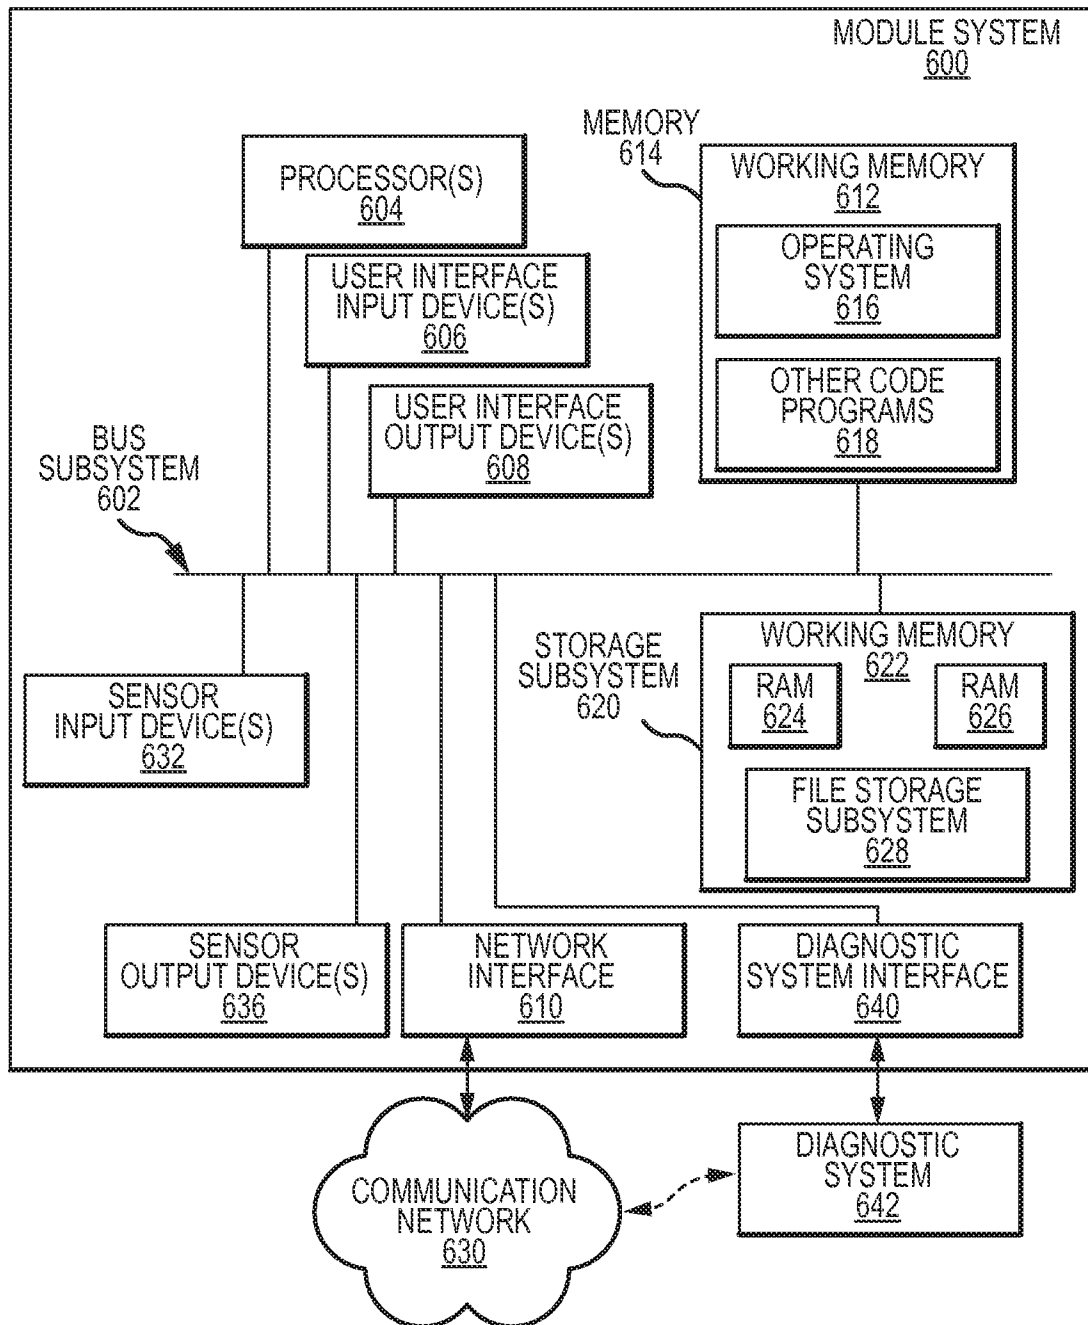 MODULE SYSTEM
600
PROCESSOR(S)
604
USER INTERFACE
INPUT DEVICE(S)
606
USER INTERFACE
OUTPUT DEVICE(S)
608
MEMORY
614
WORKING MEMORY
612
OPERATING
SYSTEM
616
OTHER CODE
PROGRAMS
618
BUS
SUBSYSTEM
602
SENSOR
INPUT DEVICE(S)
632
STORAGE
SUBSYSTEM
620
WORKING MEMORY
622
RAM
624
RAM
626
FILE STORAGE
SUBSYSTEM
628
SENSOR
OUTPUT DEVICE(S)
636
NETWORK
INTERFACE
610
DIAGNOSTIC
SYSTEM INTERFACE
640
COMMUNICATION
NETWORK
630
DIAGNOSTIC
SYSTEM
642